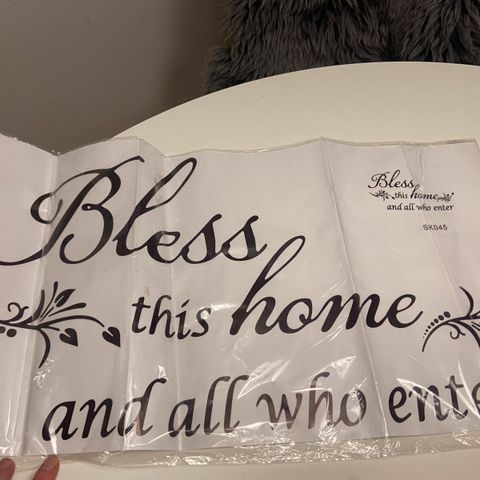 Bless
this home
and all who ente
Bless
this home
and all who enter
SK045